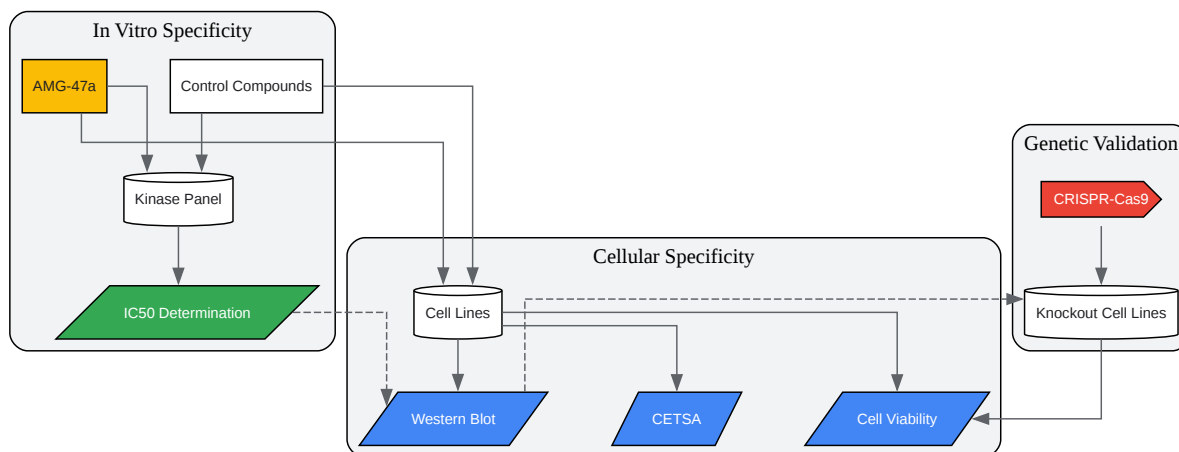 In Vitro Specificity
AMG-47a
Control Compounds
Kinase Panel
IC50 Determination
Cellular Specificity
Cell Lines
Western Blot
CETSA
Cell Viability
Genetic Validation
CRISPR-Cas9
Knockout Cell Lines